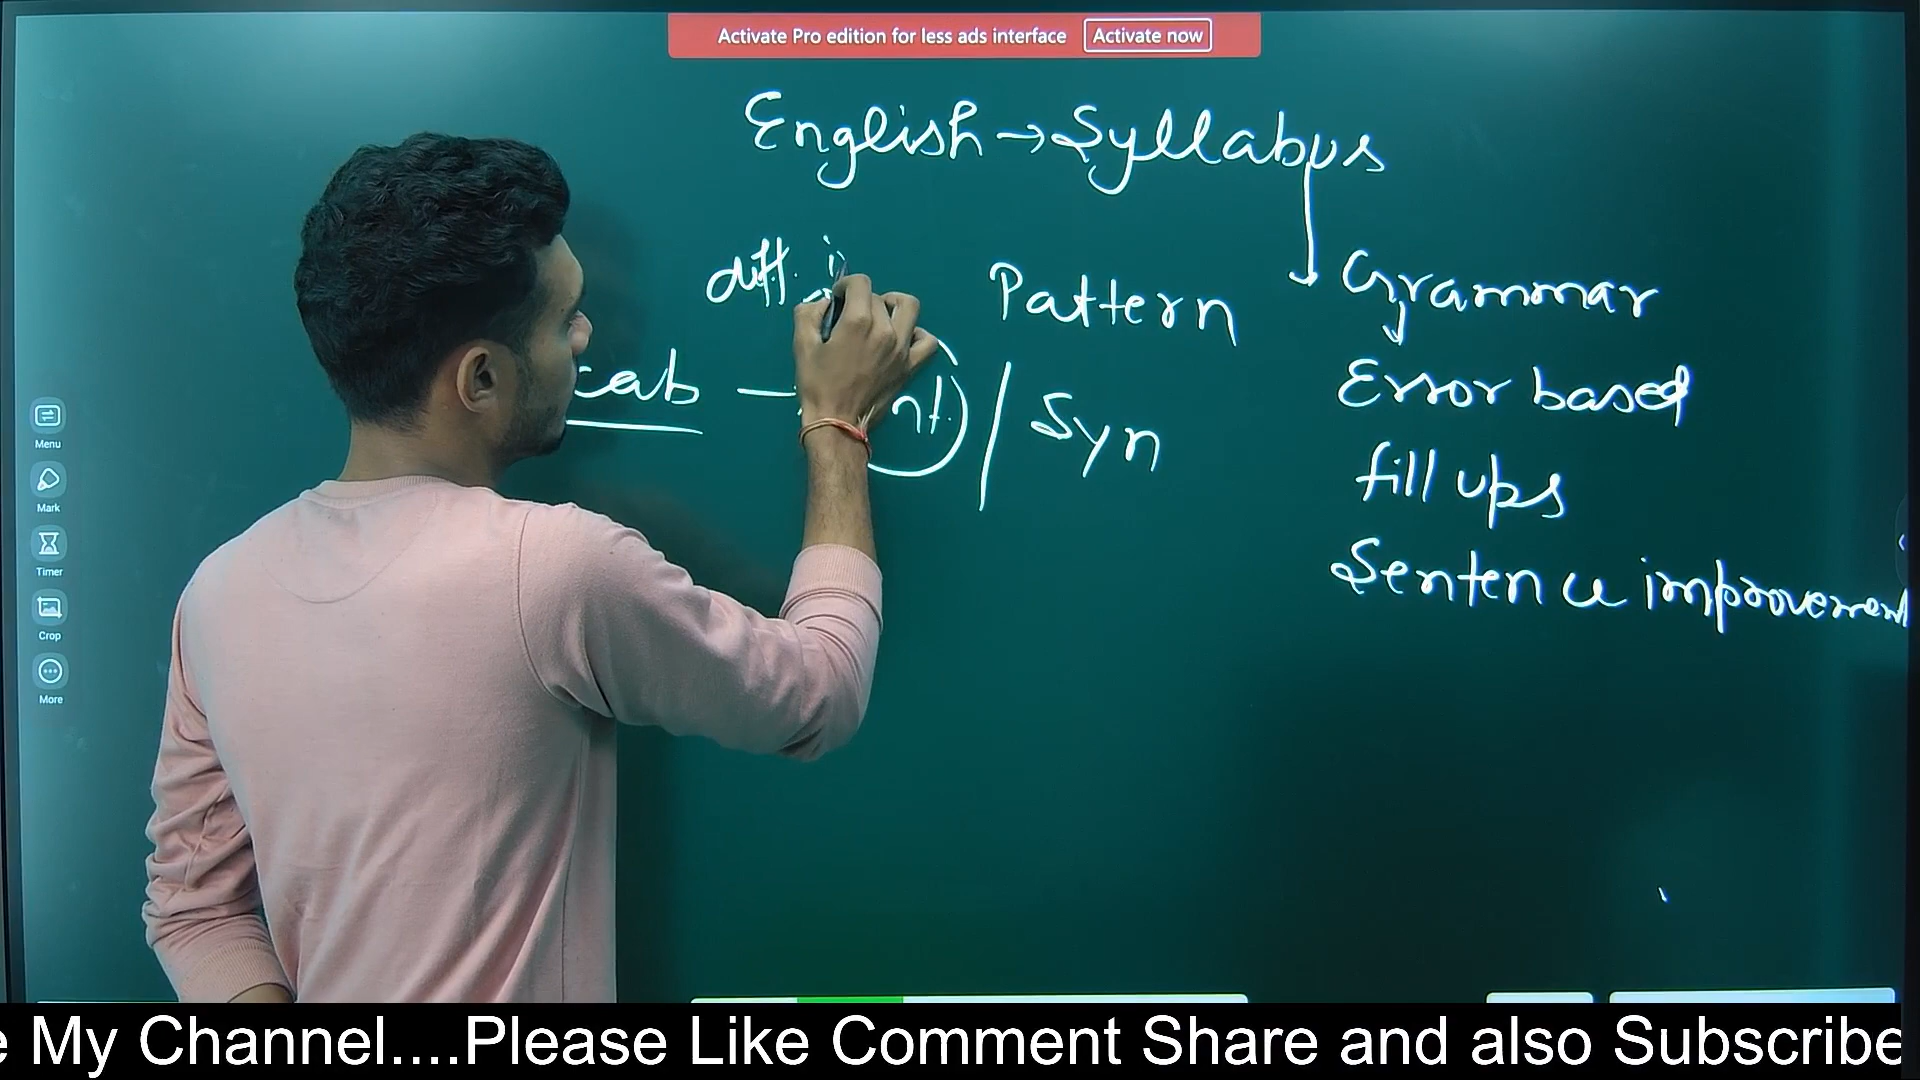 Activate Pro edition for less ads interface Activate now
English → Syllabus
diff.
Pattern
Grammar
cab → nt. / Syn
Error based
fill ups
Sentence improvement
Menu
Mark
Timer
Crop
More
e My Channel....Please Like Comment Share and also Subscribe